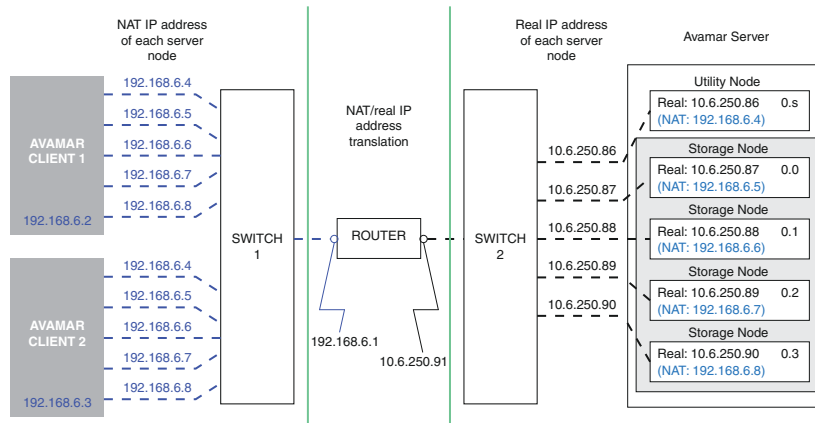 NAT IP address
of each server
node
192.168.6.4
192.168.6.5
192.168.6.6
192.168.6.7
192.168.6.8
AVAMAR
CLIENT 1
192.168.6.2
192.168.6.4
192.168.6.5
192.168.6.6
192.168.6.7
192.168.6.8
AVAMAR
CLIENT 2
192.168.6.3
SWITCH
1
NAT/real IP
address
translation
ROUTER
192.168.6.1
10.6.250.91
Real IP address
of each server
node
SWITCH
2
10.6.250.86
10.6.250.87
10.6.250.88
10.6.250.89
10.6.250.90
Avamar Server
Utility Node
Real: 10.6.250.86 0.s
(NAT: 192.168.6.4)
Storage Node
Real: 10.6.250.87 0.0
(NAT: 192.168.6.5)
Storage Node
Real: 10.6.250.88 0.1
(NAT: 192.168.6.6)
Storage Node
Real: 10.6.250.89 0.2
(NAT: 192.168.6.7)
Storage Node
Real: 10.6.250.90 0.3
(NAT: 192.168.6.8)